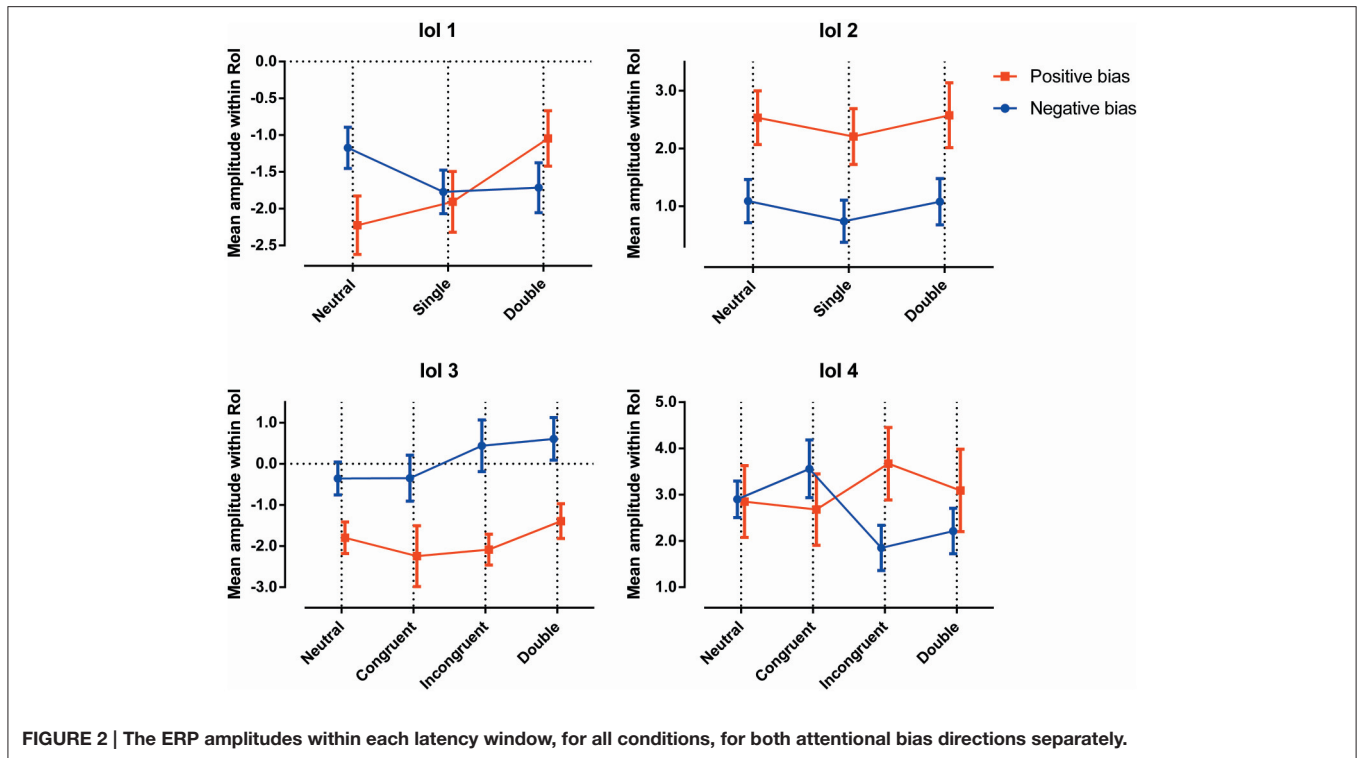 IoI 1
Mean amplitude within RoI
0.0
-0.5
-1.0
-1.5
-2.0
-2.5
Neutral
Single
Double
IoI 2
Mean amplitude within RoI
3.0
2.0
1.0
Neutral
Single
Double
Positive bias
Negative bias
IoI 3
Mean amplitude within RoI
1.0
0.0
-1.0
-2.0
-3.0
Neutral
Congruent
Incongruent
Double
IoI 4
Mean amplitude within RoI
5.0
4.0
3.0
2.0
1.0
Neutral
Congruent
Incongruent
Double
FIGURE 2 | The ERP amplitudes within each latency window, for all conditions, for both attentional bias directions separately.